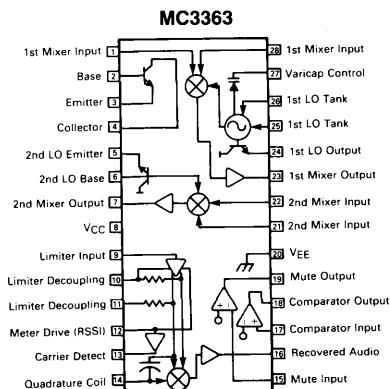 MC3363
1st Mixer Input 1
Base 2
Emitter 3
Collector 4
2nd LO Emitter 5
2nd LO Base 6
2nd Mixer Output 7
VCC 8
Limiter Input 9
Limiter Decoupling 10
Limiter Decoupling 11
Meter Drive (RSSI) 12
Carrier Detect 13
Quadrature Coil 14
28 1st Mixer Input
27 Varicap Control
26 1st LO Tank
25 1st LO Tank
24 1st LO Output
23 1st Mixer Output
22 2nd Mixer Input
21 2nd Mixer Input
20 VEE
19 Mute Output
18 Comparator Output
17 Comparator Input
16 Recovered Audio
15 Mute Input